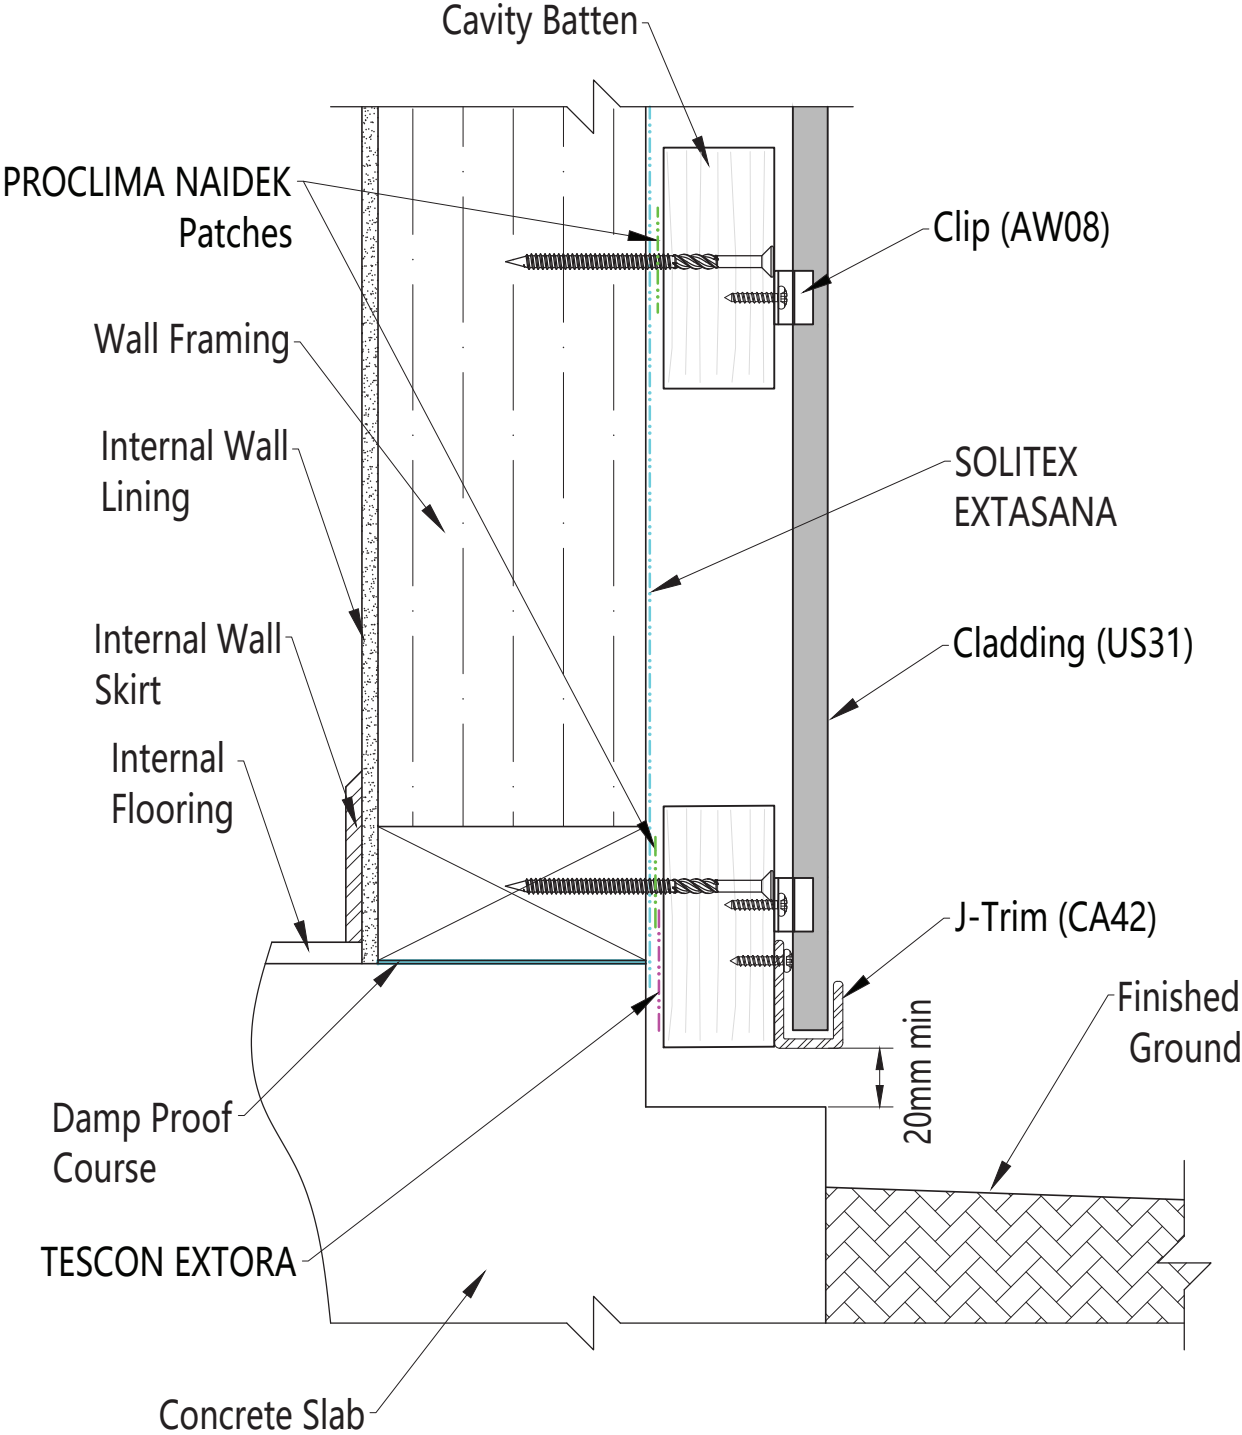 Cavity Batten
PROCLIMA NAIDEK
Patches
Clip (AW08)
Wall Framing
Internal Wall
Lining
SOLITEX
EXTASANA
Internal Wall
Skirt
Cladding (US31)
Internal
Flooring
J-Trim (CA42)
Finished
Ground
20mm min
Damp Proof
Course
TESCON EXTORA
Concrete Slab